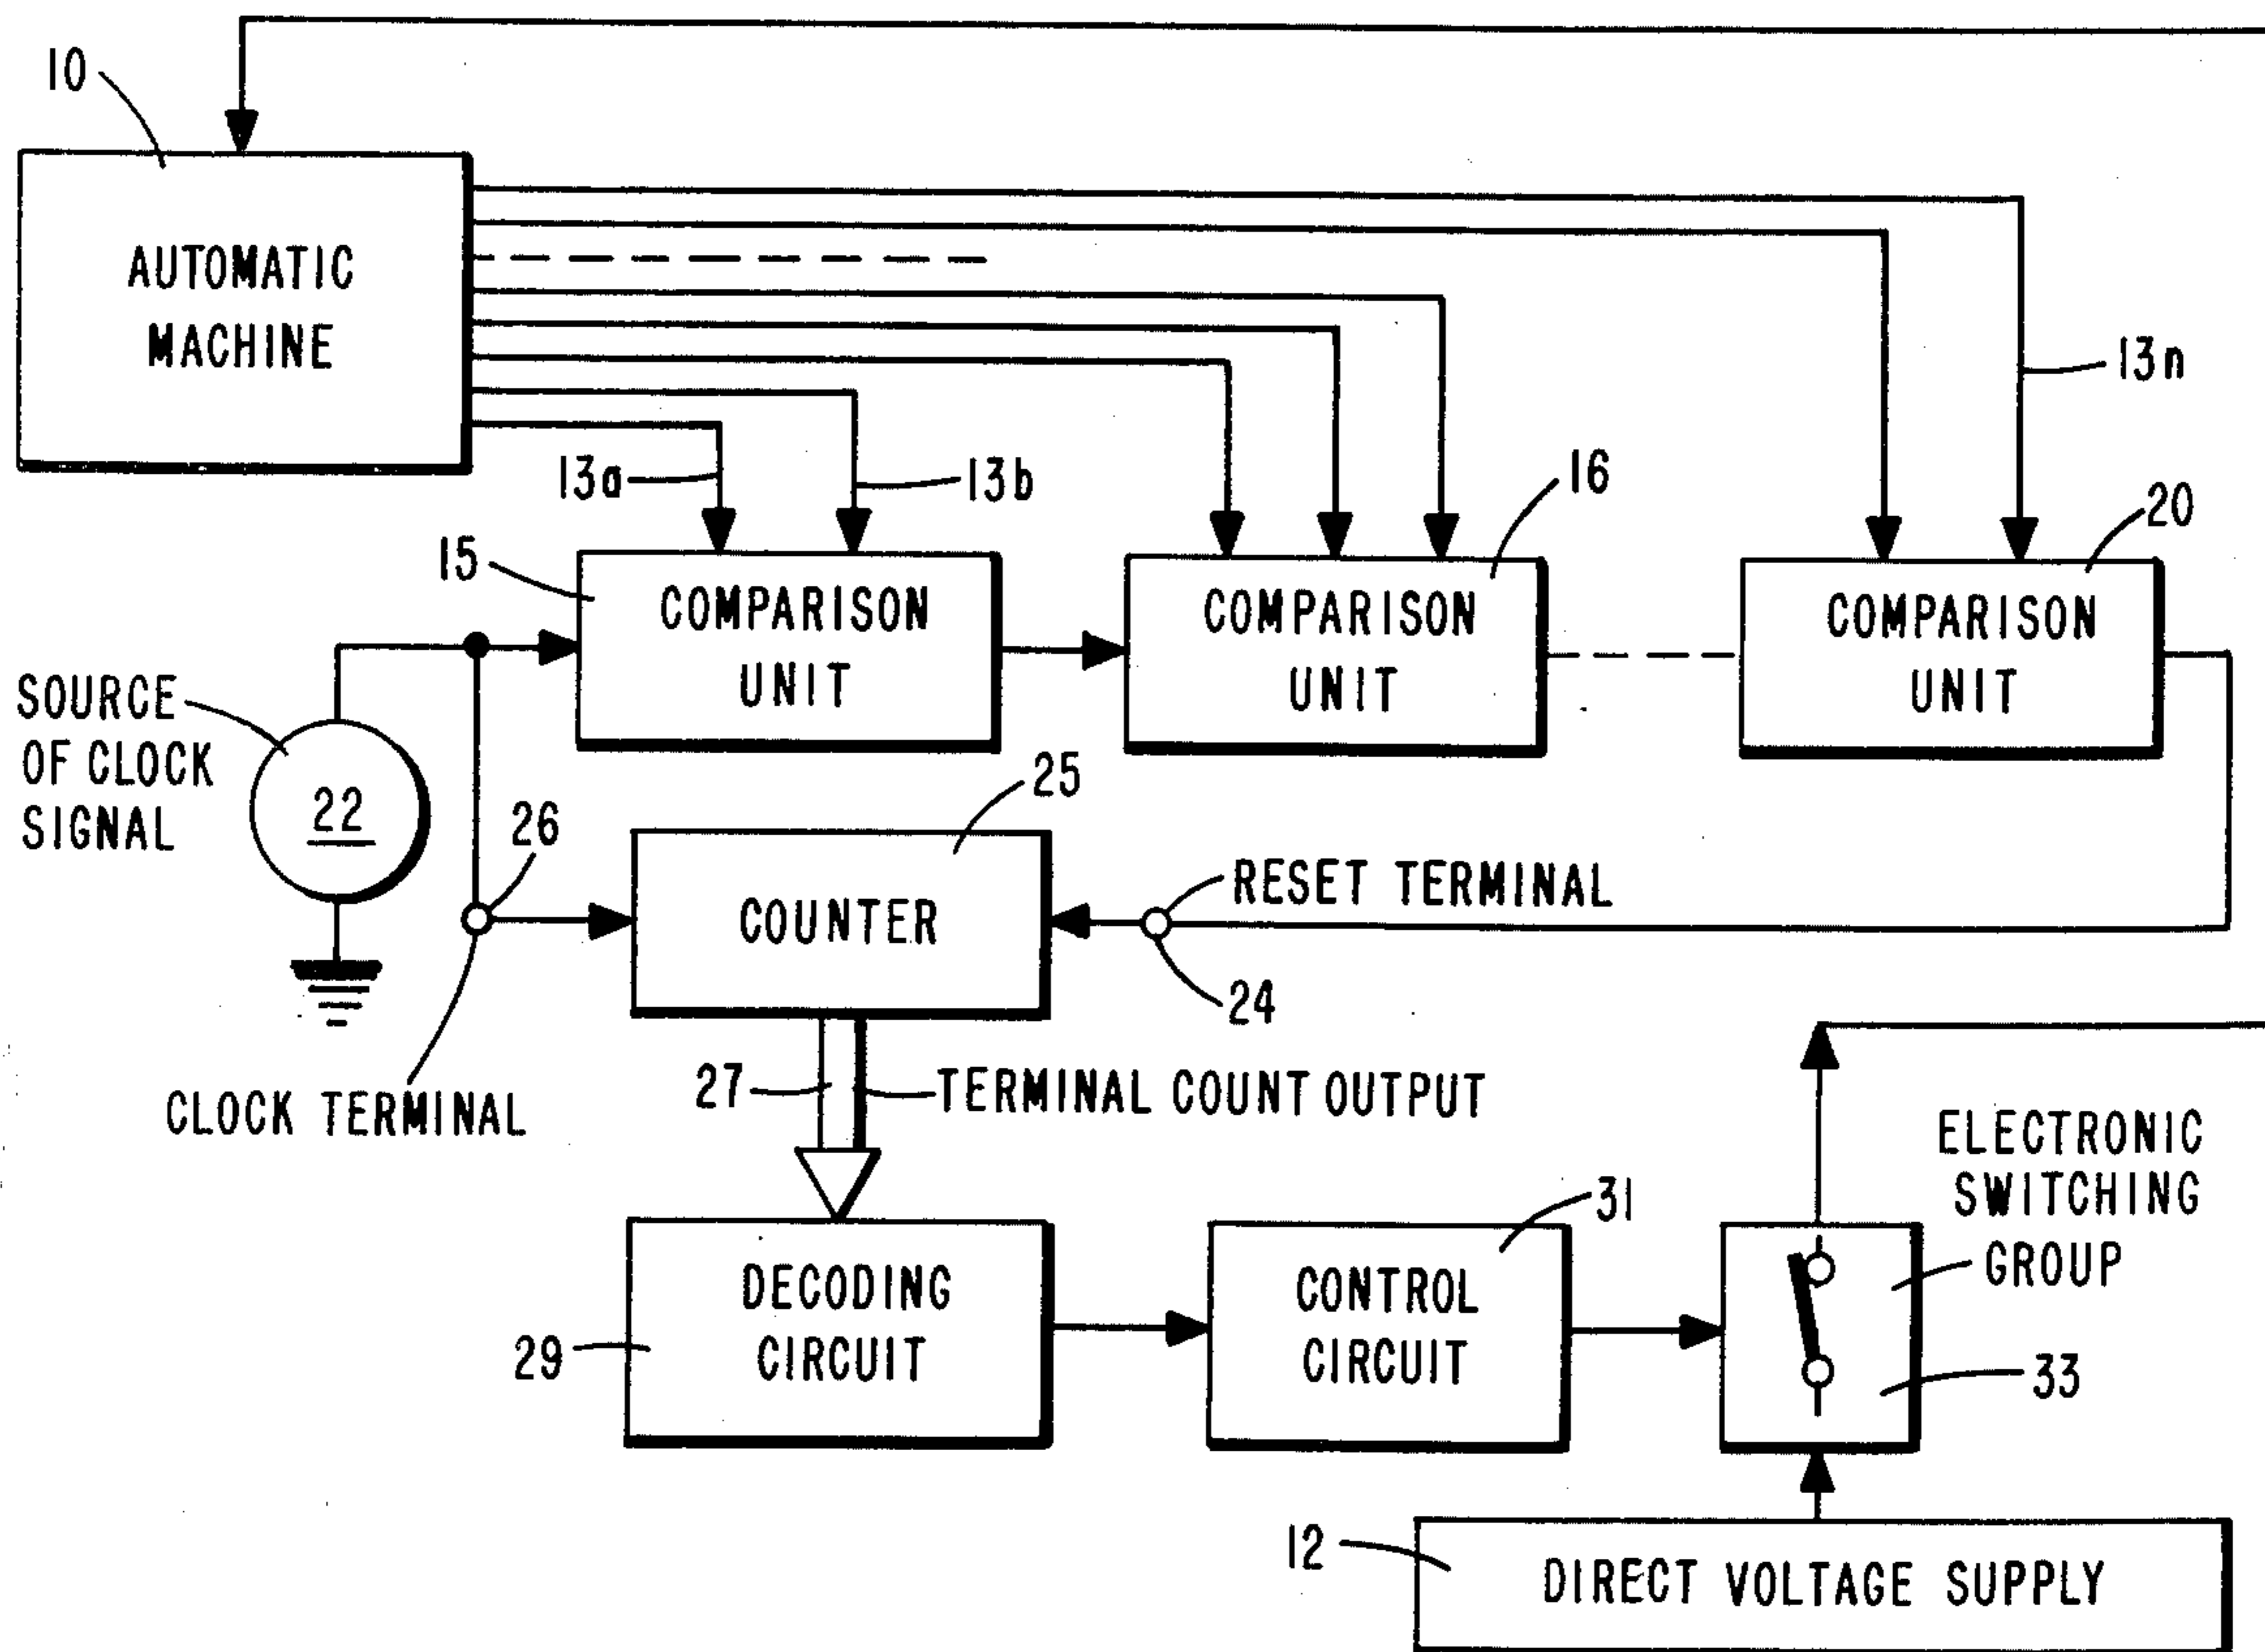 10
AUTOMATIC
MACHINE
13n
13a
13b
16
20
15
COMPARISON
UNIT
COMPARISON
UNIT
COMPARISON
UNIT
SOURCE
OF CLOCK
SIGNAL
22
26
25
COUNTER
RESET TERMINAL
24
CLOCK TERMINAL
27
TERMINAL COUNT OUTPUT
ELECTRONIC
SWITCHING
GROUP
31
DECODING
CIRCUIT
29
CONTROL
CIRCUIT
33
12
DIRECT VOLTAGE SUPPLY